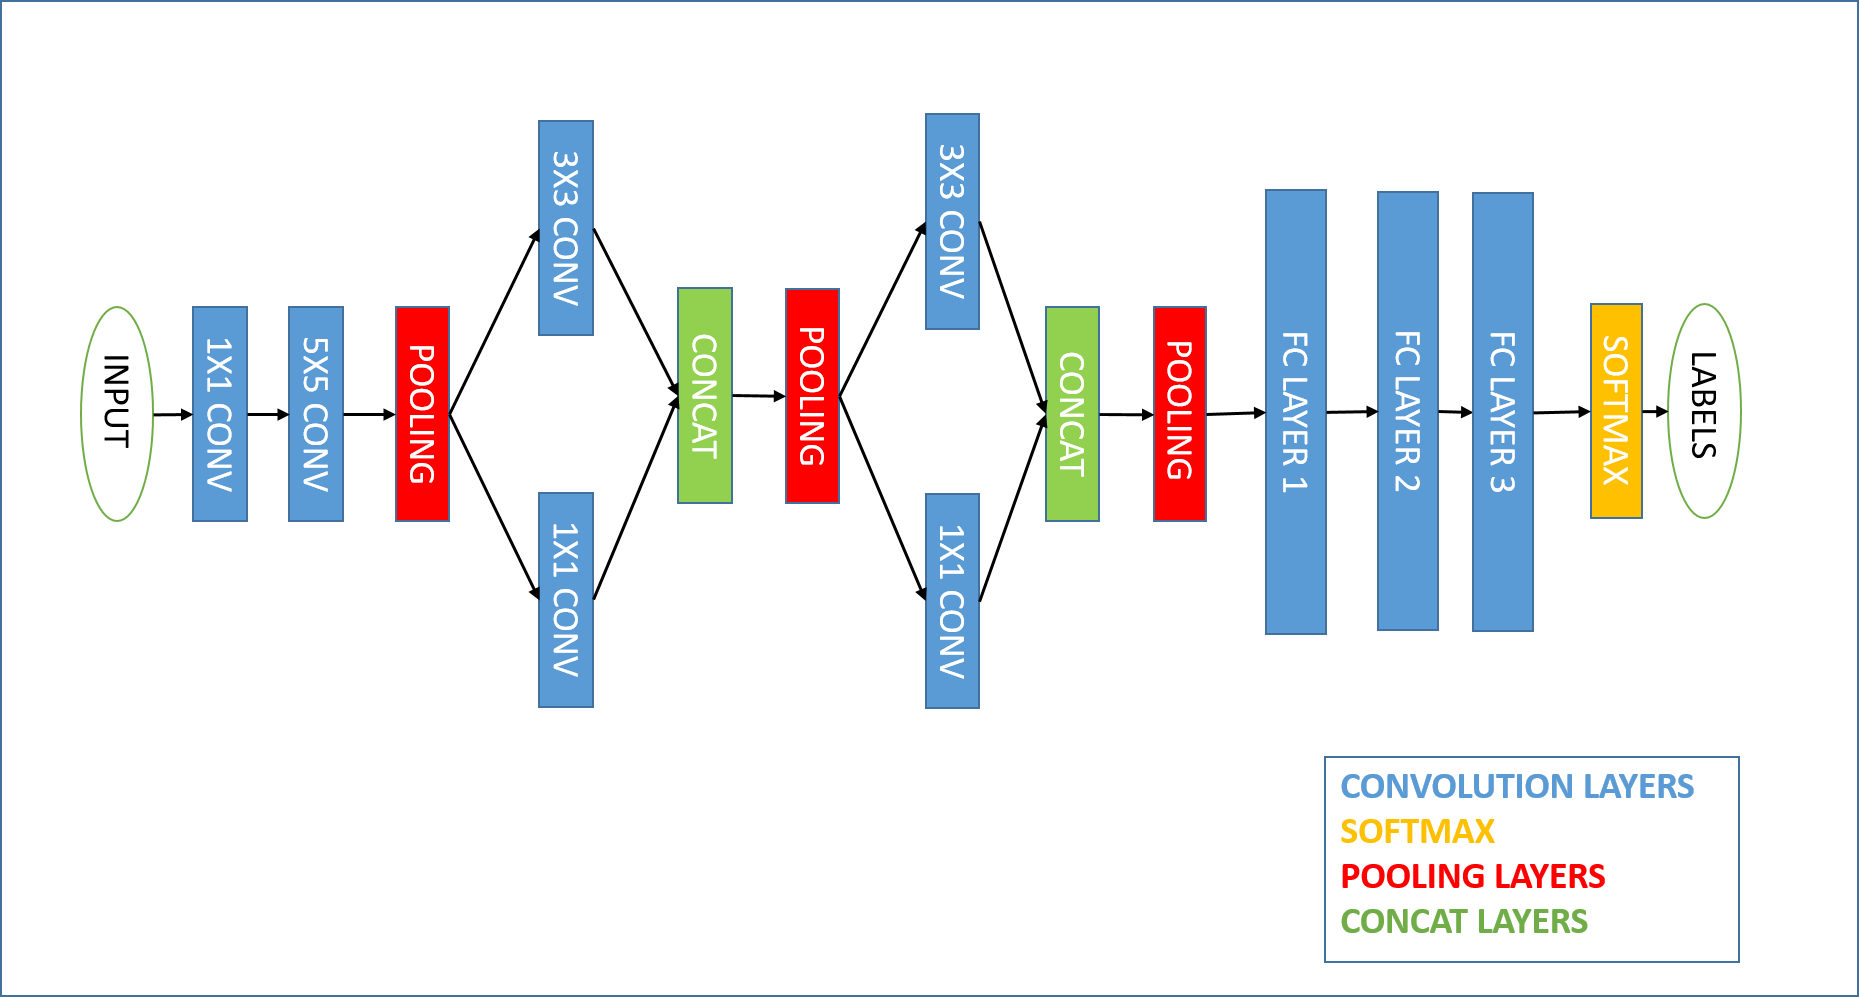 INPUT
1X1 CONV
5X5 CONV
POOLING
3X3 CONV
1X1 CONV
CONCAT
POOLING
3X3 CONV
1X1 CONV
CONCAT
POOLING
FC LAYER 1
FC LAYER 2
FC LAYER 3
SOFTMAX
LABELS
CONVOLUTION LAYERS
SOFTMAX
POOLING LAYERS
CONCAT LAYERS